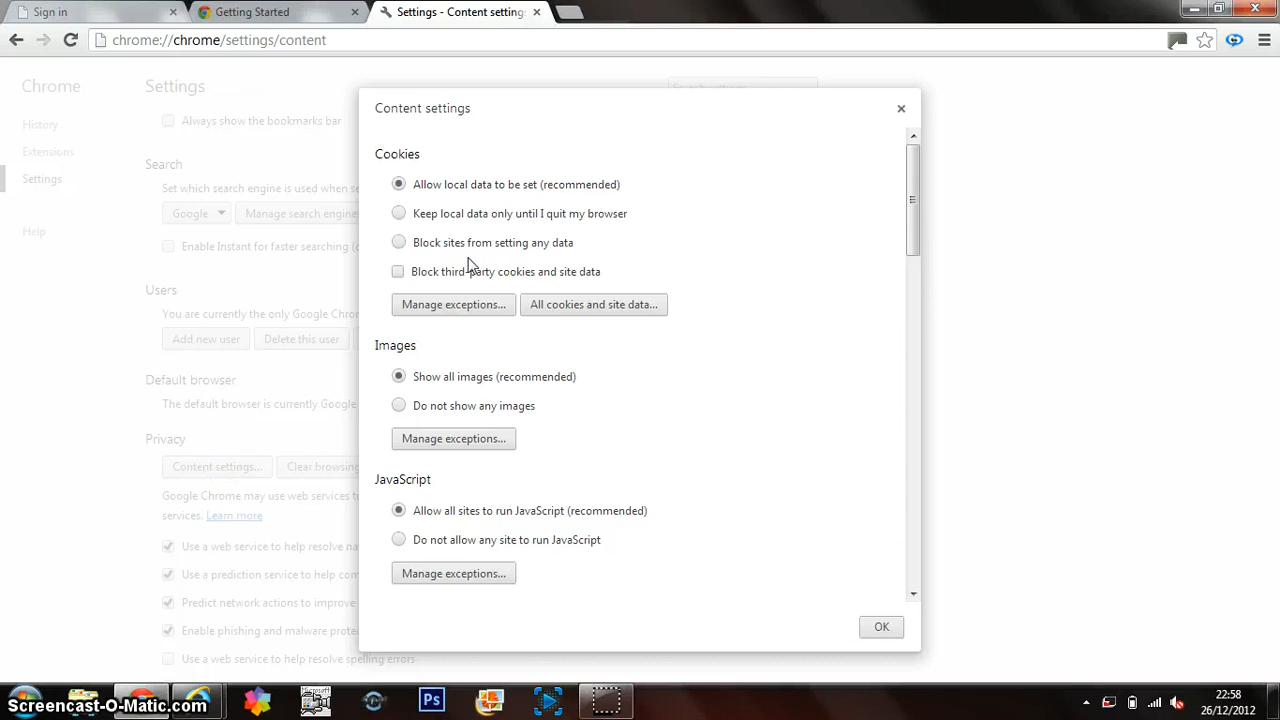 Sign in
Getting Started
Settings - Content setting
chrome://chrome/settings/content
Chrome
Settings
History
Extensions
Settings
Help
Always show the bookmarks bar
Search
Set which search engine is used when
Google
Manage search engine
Enable Instant for faster searching
Users
You are currently the only Google Chro
Add new user
Delete this user
Default browser
The default browser is currently Google
Privacy
Content settings...
Clear browsing
Google Chrome may use web services t
services. Learn more
Use a web service to help resolve na
Use a prediction service to help com
Predict network actions to improve
Enable phishing and malware prote
Use a web service to help resolve spelling errors
Content settings
Cookies
Allow local data to be set (recommended)
Keep local data only until I quit my browser
Block sites from setting any data
Block third-party cookies and site data
Manage exceptions...
All cookies and site data...
Images
Show all images (recommended)
Do not show any images
Manage exceptions...
JavaScript
Allow all sites to run JavaScript (recommended)
Do not allow any site to run JavaScript
Manage exceptions...
OK
Screencast-O-Matic.com
Microsoft
Ps
22:58
26/12/2012